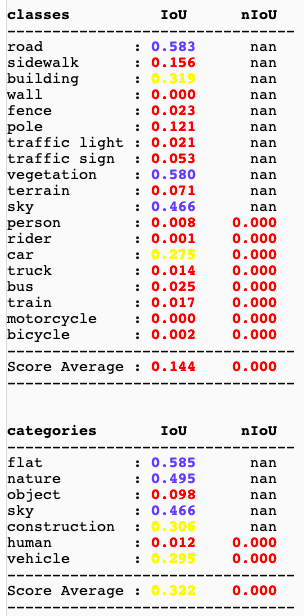 classes IoU nIoU
--------------------------------
road : 0.583 nan
sidewalk : 0.156 nan
building : 0.319 nan
wall : 0.000 nan
fence : 0.023 nan
pole : 0.121 nan
traffic light : 0.021 nan
traffic sign : 0.053 nan
vegetation : 0.580 nan
terrain : 0.071 nan
sky : 0.466 nan
person : 0.008 0.000
rider : 0.001 0.000
car : 0.275 0.000
truck : 0.014 0.000
bus : 0.025 0.000
train : 0.017 0.000
motorcycle : 0.000 0.000
bicycle : 0.002 0.000
--------------------------------
Score Average : 0.144 0.000
--------------------------------
categories IoU nIoU
--------------------------------
flat : 0.585 nan
nature : 0.495 nan
object : 0.098 nan
sky : 0.466 nan
construction : 0.306 nan
human : 0.012 0.000
vehicle : 0.295 0.000
--------------------------------
Score Average : 0.322 0.000
--------------------------------